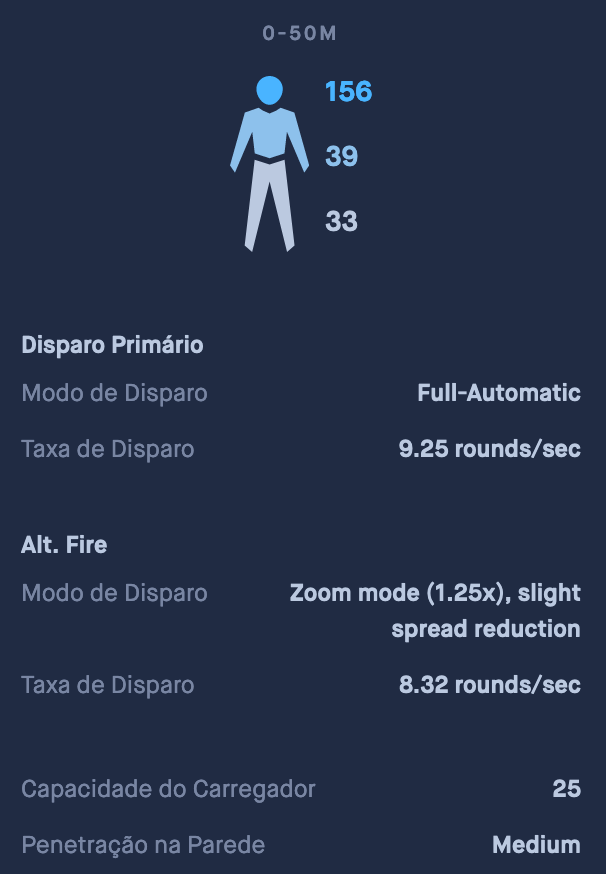 0-50M
156
39
33
Disparo Primário
Modo de Disparo Full-Automatic
Taxa de Disparo 9.25 rounds/sec
Alt. Fire
Modo de Disparo Zoom mode (1.25x), slight
spread reduction
Taxa de Disparo 8.32 rounds/sec
Capacidade do Carregador 25
Penetração na Parede Medium